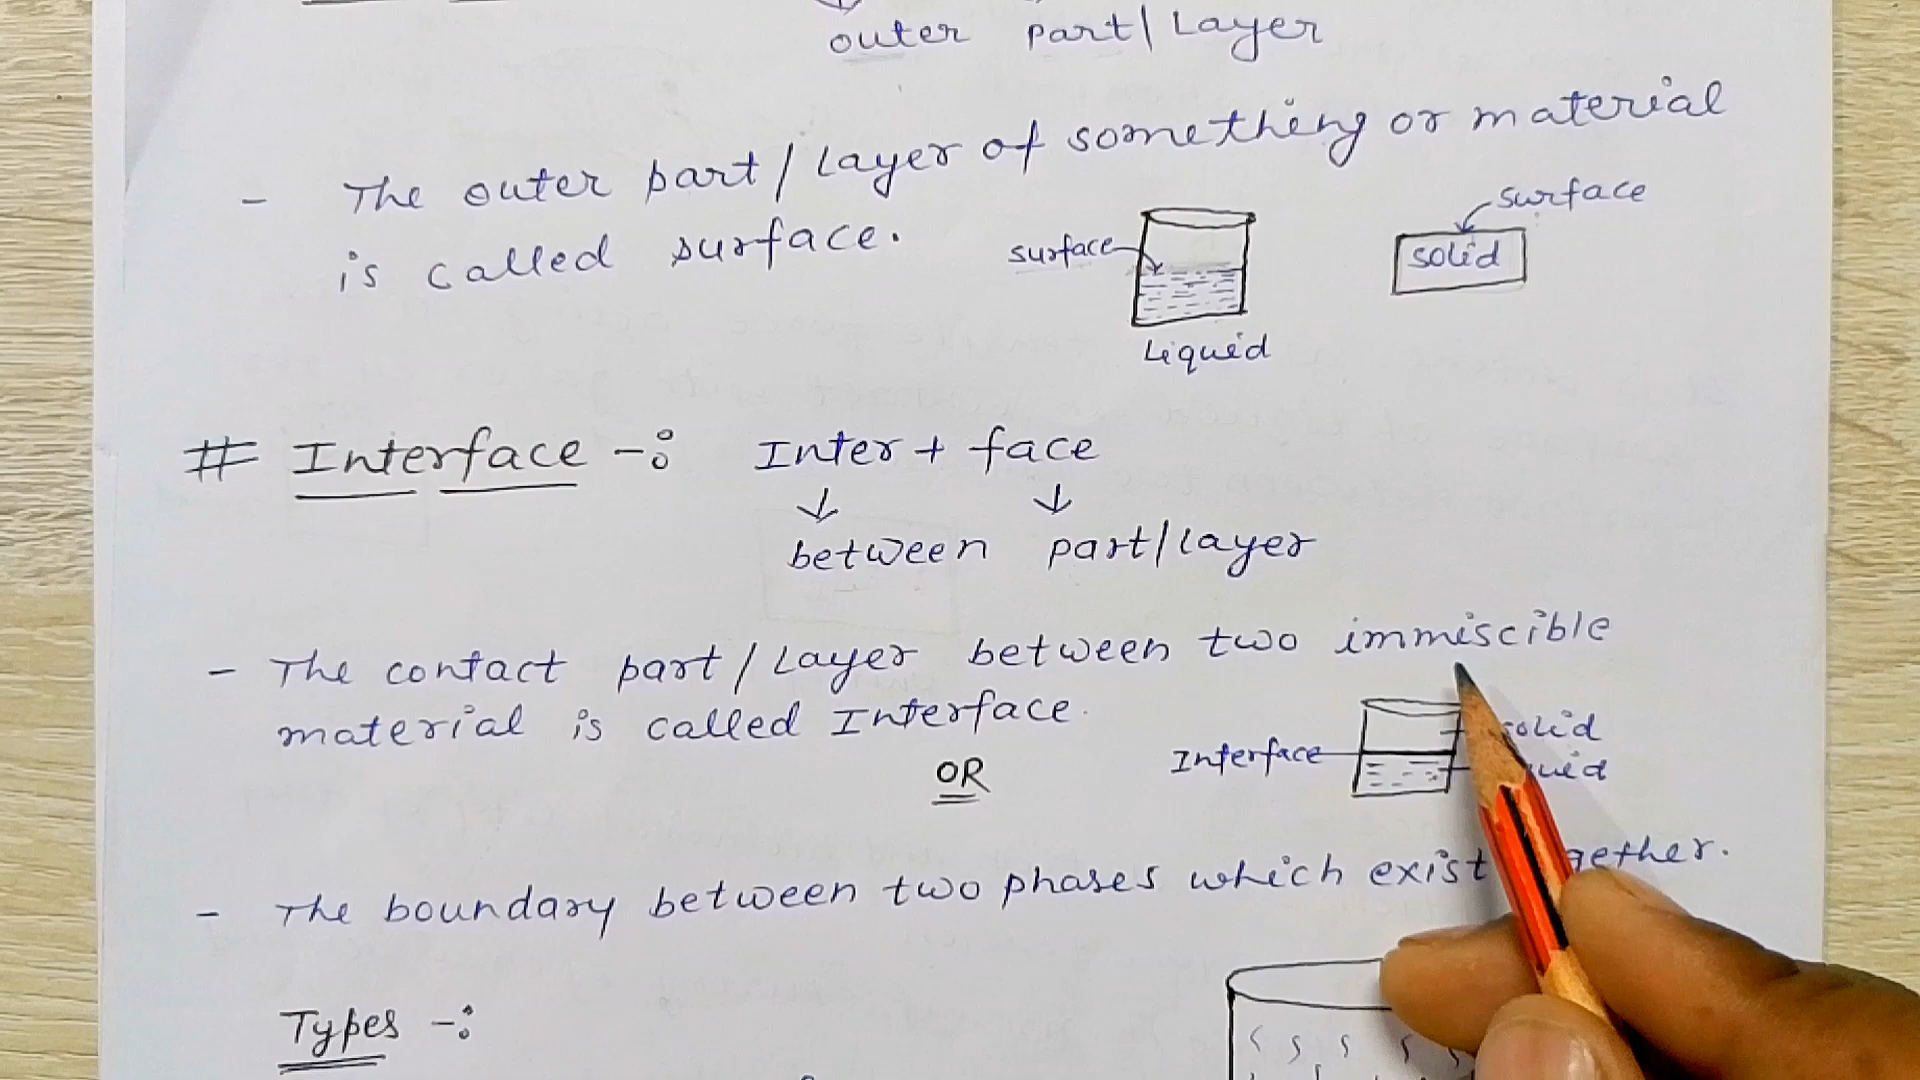 outer part/Layer
- The outer part/Layer of something or material
is called surface.
surface
Liquid
surface
solid
# Interface -: Inter + face
↓ ↓
between part/Layer
- The contact part/Layer between two immiscible
material is called Interface.
Interface
OR
- The boundary between two phases which exist
Types -: